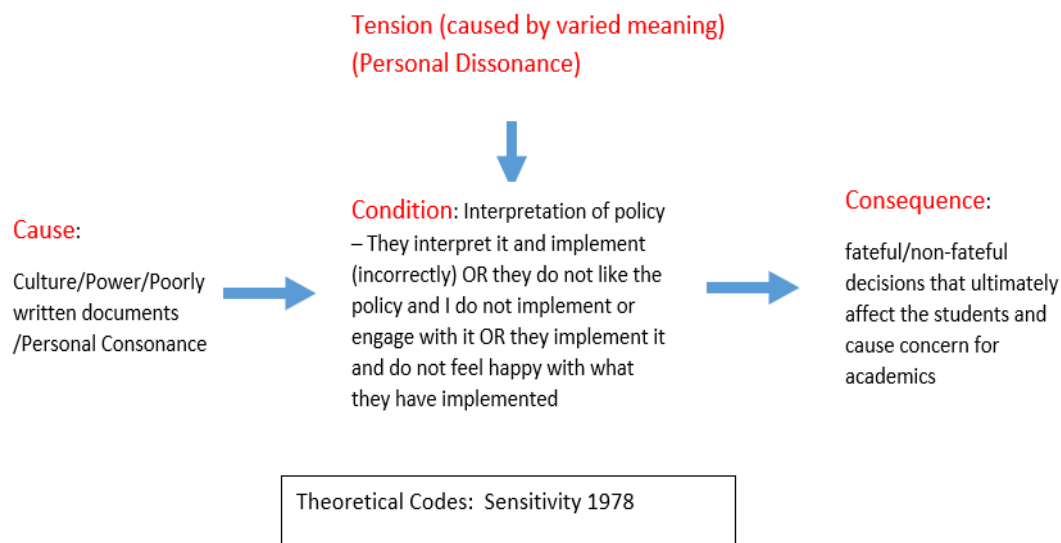 Tension (caused by varied meaning)
(Personal Dissonance)
Cause:
Culture/Power/Poorly
written documents
/Personal Consonance
Condition: Interpretation of policy
– They interpret it and implement
(incorrectly) OR they do not like the
policy and I do not implement or
engage with it OR they implement it
and do not feel happy with what
they have implemented
Consequence:
fateful/non-fateful
decisions that ultimately
affect the students and
cause concern for
academics
Theoretical Codes: Sensitivity 1978